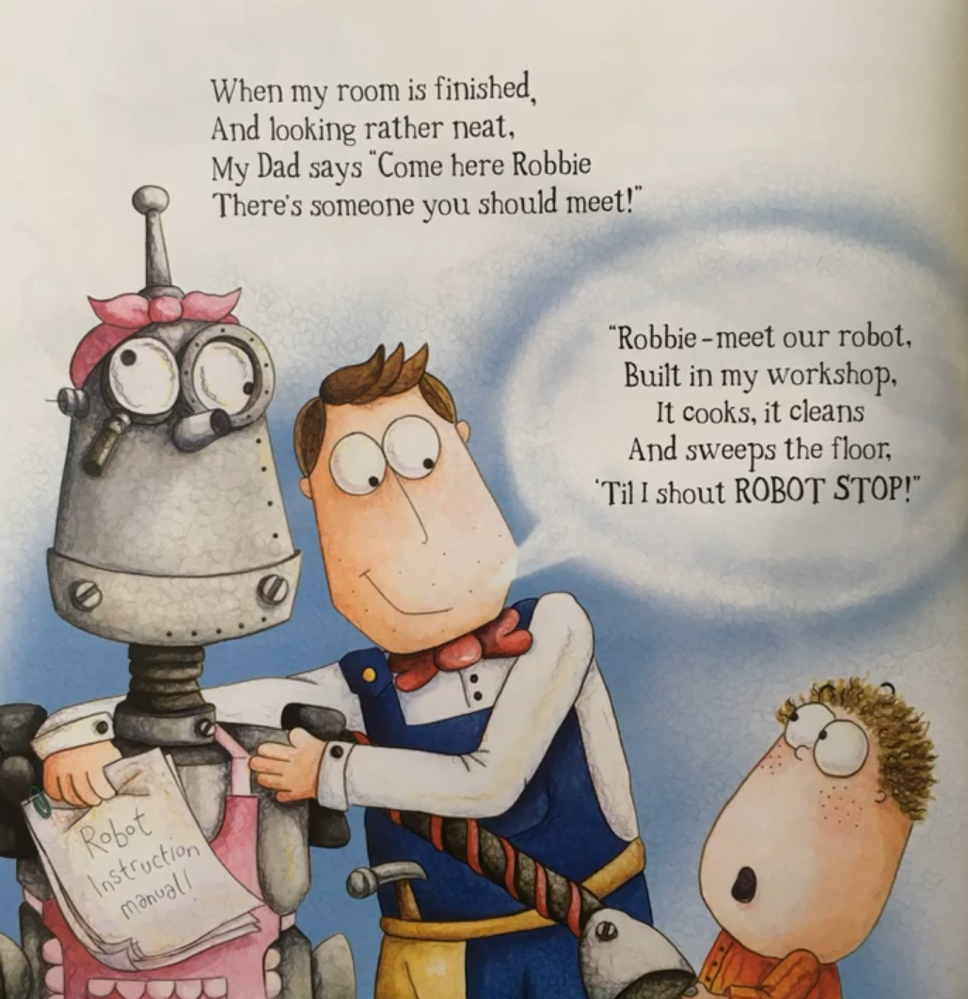 When my room is finished,
And looking rather neat,
My Dad says "Come here Robbie
There's someone you should meet!"
"Robbie – meet our robot,
Built in my workshop,
It cooks, it cleans
And sweeps the floor,
'Til I shout ROBOT STOP!"
Robot
Instruction
manual!